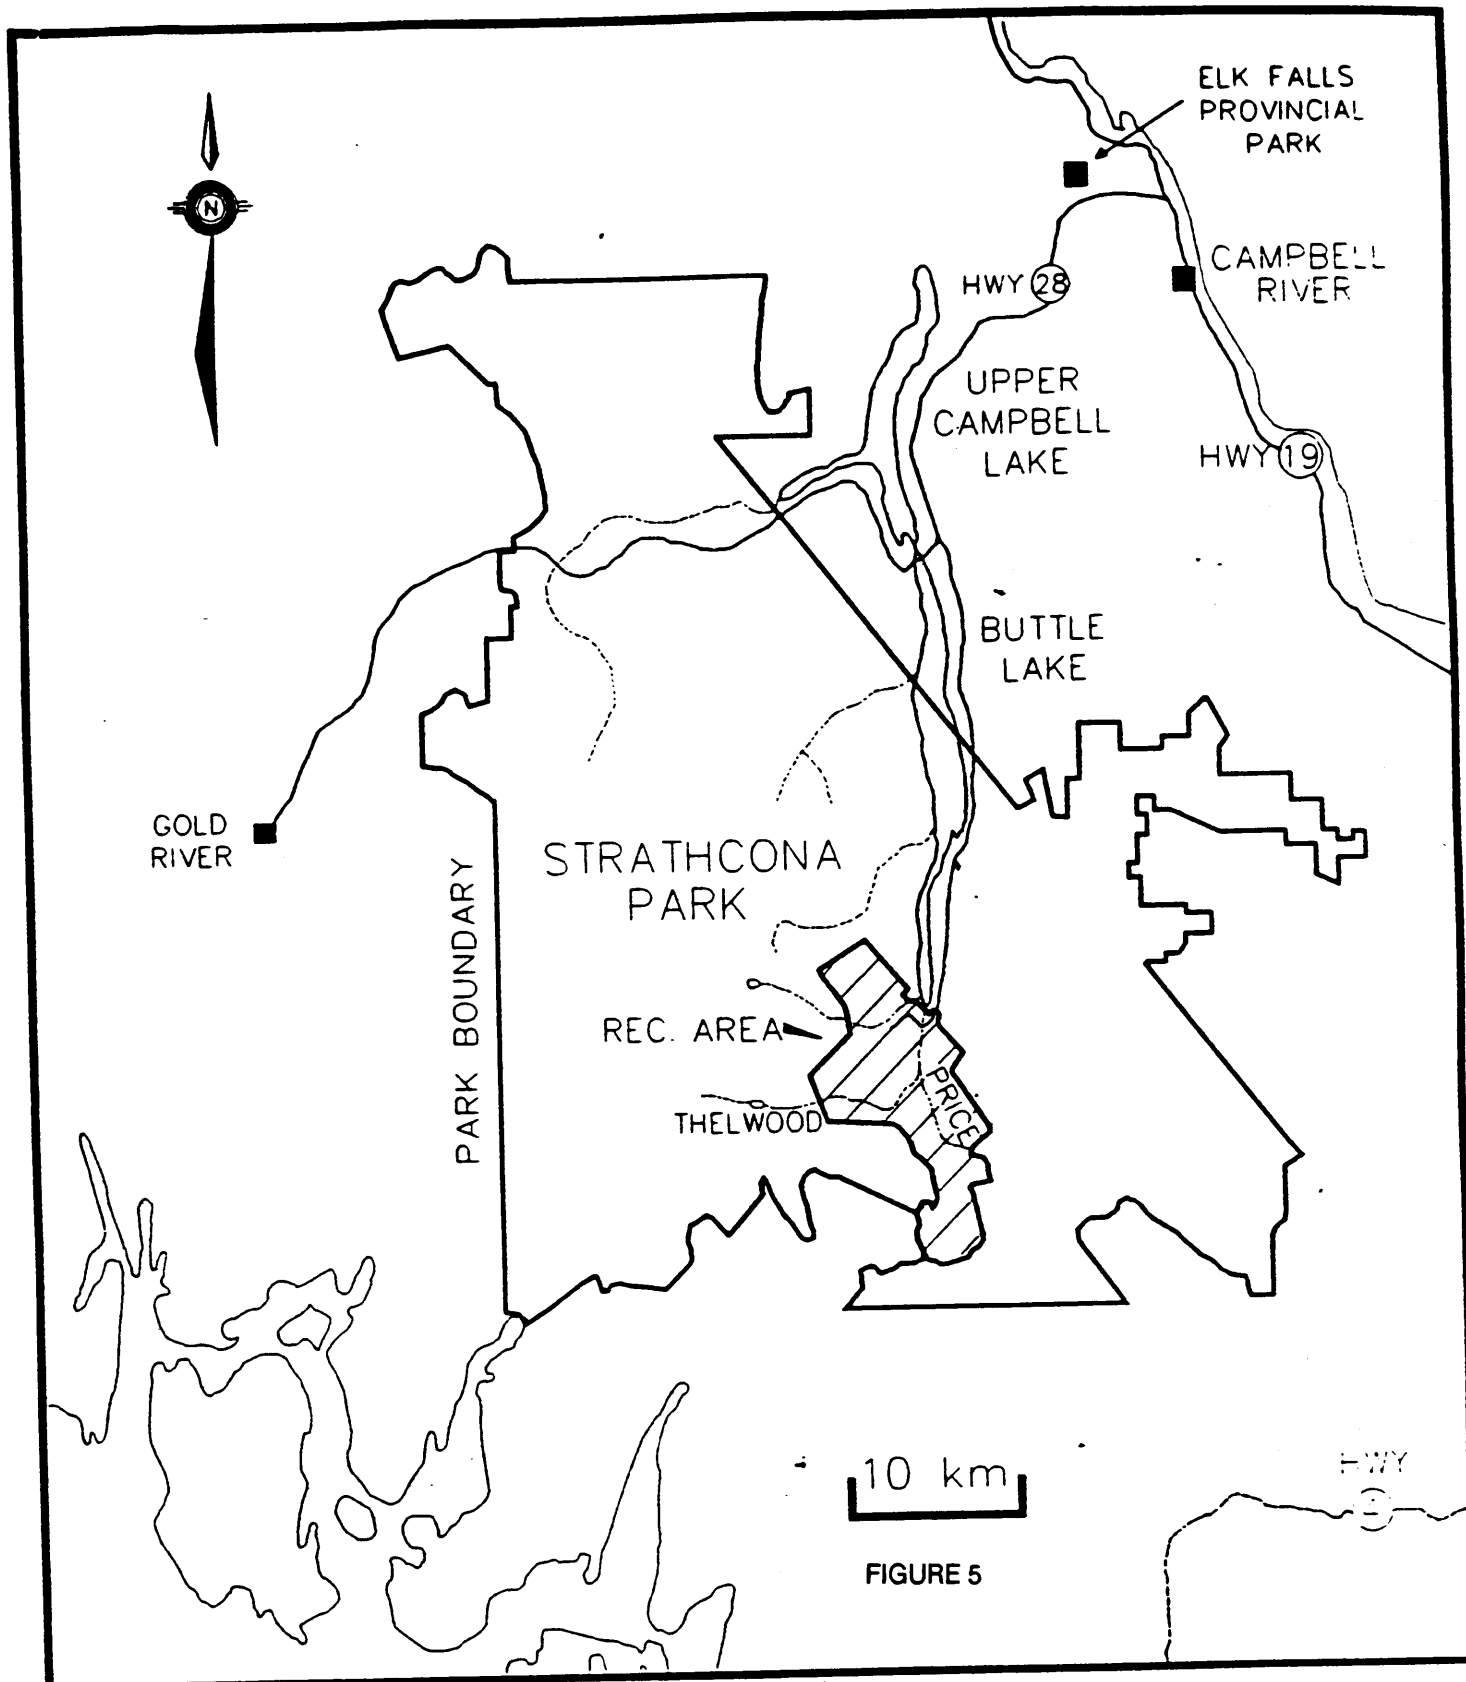 ELK FALLS
PROVINCIAL
PARK
N
HWY 28
CAMPBELL
RIVER
UPPER
CAMPBELL
LAKE
HWY 19
BUTTLE
LAKE
GOLD
RIVER
STRATHCONA
PARK
PARK BOUNDARY
REC. AREA
PRICE
THELWOOD
10 km
HWY
FIGURE 5